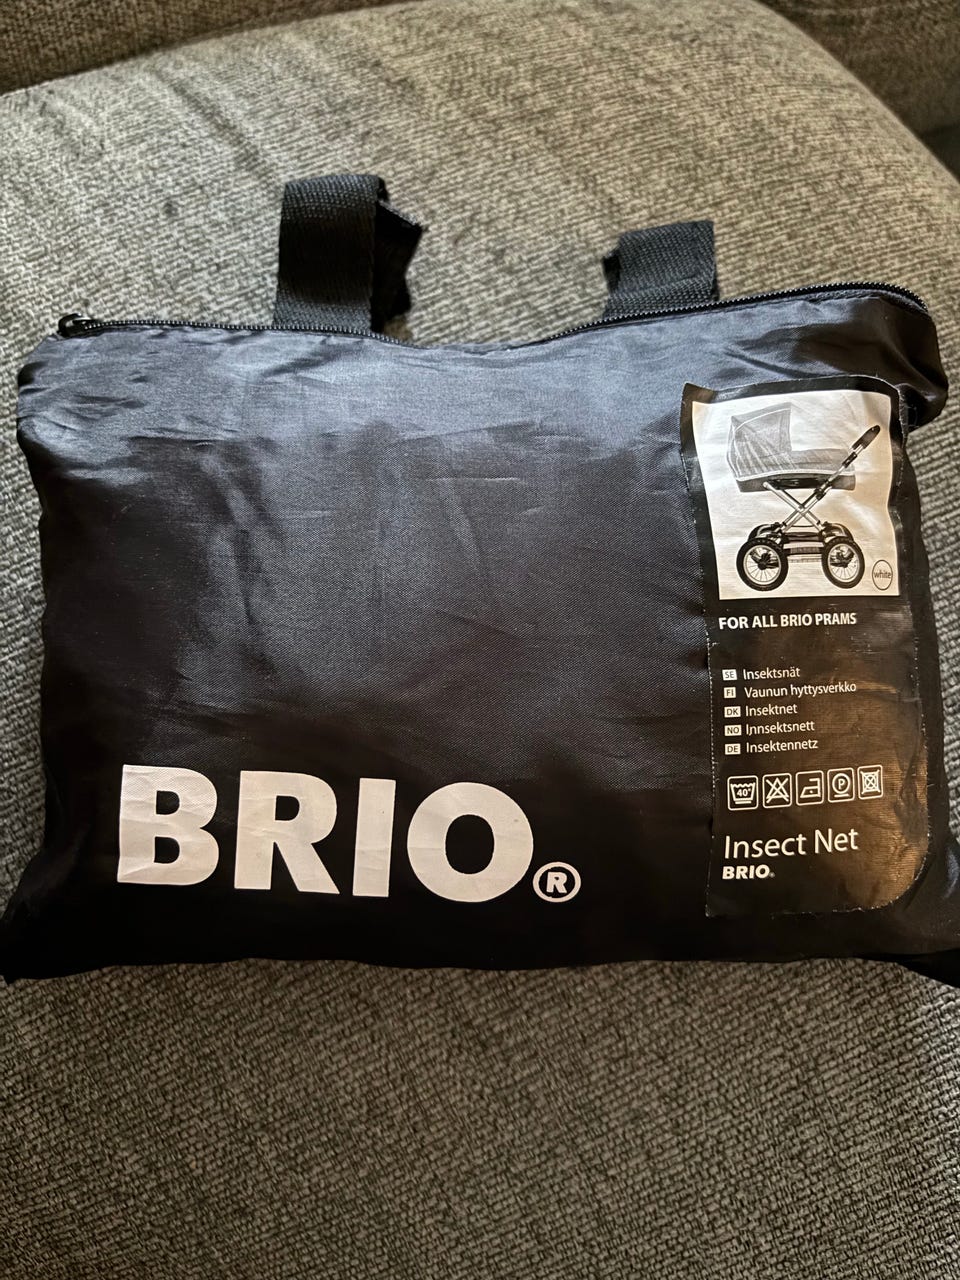 BRIO®
white
FOR ALL BRIO PRAMS
SE Insektsnät
FI Vaunun hyttysverkko
DK Insektnet
NO Innsektsnett
DE Insektennetz
40° P
Insect Net
BRIO®